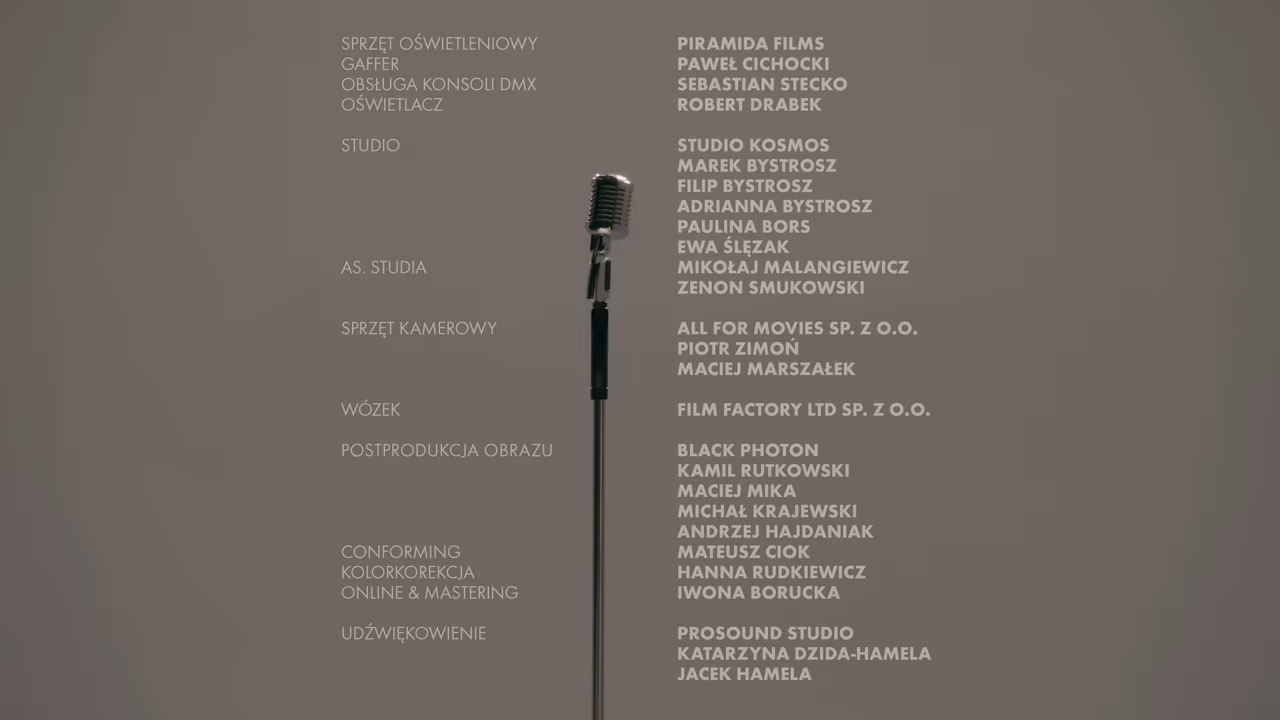 SPRZĘT OŚWIETLENIOWY PIRAMIDA FILMS
GAFFER PAWEŁ CICHOCKI
OBSŁUGA KONSOLI DMX SEBASTIAN STECKO
OŚWIETLACZ ROBERT DRABEK
STUDIO STUDIO KOSMOS
MAREK BYSTROSZ
FILIP BYSTROSZ
ADRIANNA BYSTROSZ
PAULINA BORS
EWA ŚLĘZAK
AS. STUDIA MIKOŁAJ MALANGIEWICZ
ZENON SMUKOWSKI
SPRZĘT KAMEROWY ALL FOR MOVIES SP. Z O.O.
PIOTR ZIMOŃ
MACIEJ MARSZAŁEK
WÓZEK FILM FACTORY LTD SP. Z O.O.
POSTPRODUKCJA OBRAZU BLACK PHOTON
KAMIL RUTKOWSKI
MACIEJ MIKA
MICHAŁ KRAJEWSKI
ANDRZEJ HAJDANIAK
CONFORMING MATEUSZ CIOK
KOLORKOREKCJA HANNA RUDKIEWICZ
ONLINE & MASTERING IWONA BORUCKA
UDŹWIĘKOWIENIE PROSOUND STUDIO
KATARZYNA DZIDA-HAMELA
JACEK HAMELA